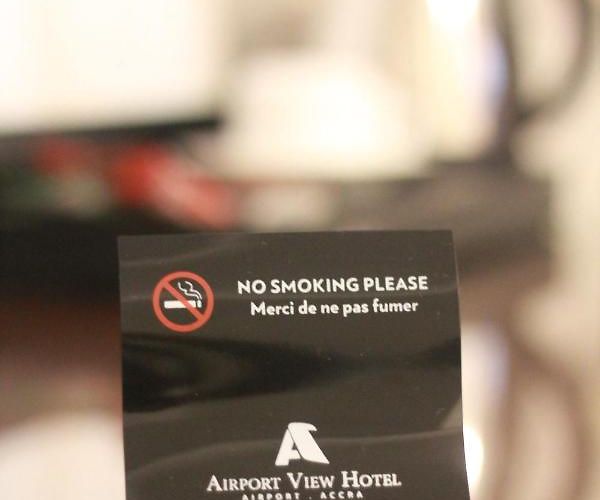 NO SMOKING PLEASE
Merci de ne pas fumer
AIRPORT VIEW HOTEL
AIRPORT . ACCRA